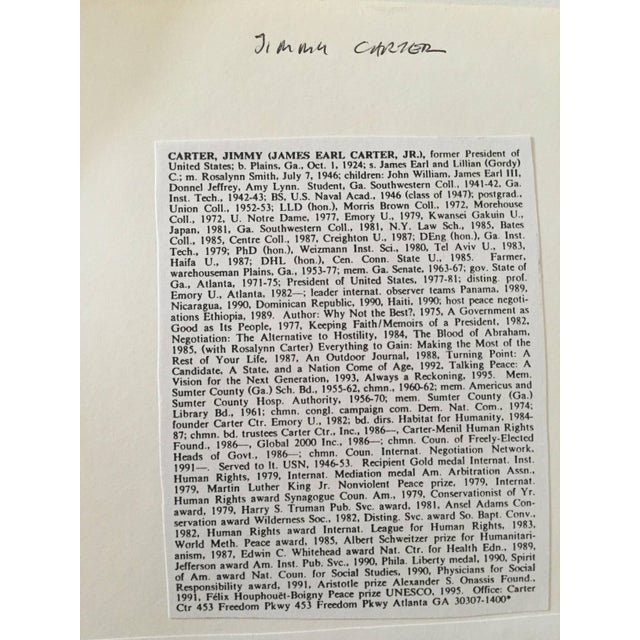 JIMMY CARTER
CARTER, JIMMY (JAMES EARL CARTER, JR.), former President of
United States; b. Plains, Ga., Oct. 1, 1924; s. James Earl and Lillian (Gordy)
C.; m. Rosalynn Smith, July 7, 1946; children: John William, James Earl III,
Donnel Jeffrey, Amy Lynn. Student, Ga. Southwestern Coll., 1941-42, Ga.
Inst. Tech., 1942-43; BS, U.S. Naval Acad., 1946 (class of 1947); postgrad.,
Union Coll., 1952-53; LLD (hon.), Morris Brown Coll., 1972, Morehouse
Coll., 1972, U. Notre Dame, 1977, Emory U., 1979, Kwansei Gakuin U.,
Japan, 1981, Ga. Southwestern Coll., 1981, N.Y. Law Sch., 1985, Bates
Coll., 1985, Centre Coll., 1987, Creighton U., 1987; DEng (hon.), Ga. Inst.
Tech., 1979; PhD (hon.), Weizmann Inst. Sci., 1980, Tel Aviv U., 1983,
Haifa U., 1987; DHL (hon.), Cen. Conn. State U., 1985. Farmer,
warehouseman Plains, Ga., 1953-77; mem. Ga. Senate, 1963-67; gov. State of
Ga., Atlanta, 1971-75; President of United States, 1977-81; disting. prof.
Emory U., Atlanta, 1982—; leader internat. observer teams Panama, 1989,
Nicaragua, 1990, Dominican Republic, 1990, Haiti, 1990; host peace negoti-
ations Ethiopia, 1989. Author: Why Not the Best?, 1975, A Government as
Good as Its People, 1977, Keeping Faith/Memoirs of a President, 1982,
Negotiation: The Alternative to Hostility, 1984, The Blood of Abraham,
1985, (with Rosalynn Carter) Everything to Gain: Making the Most of the
Rest of Your Life, 1987, An Outdoor Journal, 1988, Turning Point: A
Candidate, A State, and a Nation Come of Age, 1992, Talking Peace: A
Vision for the Next Generation, 1993, Always a Reckoning, 1995. Mem.
Sumter County (Ga.) Sch. Bd., 1955-62, chmn., 1960-62; mem. Americus and
Sumter County Hosp. Authority, 1956-70; mem. Sumter County (Ga.)
Library Bd., 1961; chmn. congl. campaign com. Dem. Nat. Com., 1974;
founder Carter Ctr. Emory U., 1982; bd. dirs. Habitat for Humanity, 1984-
87; chmn. bd. trustees Carter Ctr., Inc., 1986—, Carter-Menil Human Rights
Found., 1986—, Global 2000 Inc., 1986—; chmn. Coun. of Freely-Elected
Heads of Govt., 1986—; chmn. Coun. Internat. Negotiation Network,
1991—. Served to lt. USN, 1946-53. Recipient Gold medal Internat. Inst.
Human Rights, 1979, Internat. Mediation medal Am. Arbitration Assn.,
1979, Martin Luther King Jr. Nonviolent Peace prize, 1979, Internat.
Human Rights award Synagogue Coun. Am., 1979, Conservationist of Yr.
award, 1979, Harry S. Truman Pub. Svc. award, 1981, Ansel Adams Con-
servation award Wilderness Soc., 1982, Disting. Svc. award So. Bapt. Conv.,
1982, Human Rights award Internat. League for Human Rights, 1983,
World Meth. Peace award, 1985, Albert Schweitzer prize for Humanitari-
anism, 1987, Edwin C. Whitehead award Nat. Ctr. for Health Edn., 1989,
Jefferson award Am. Inst. Pub. Svc., 1990, Phila. Liberty medal, 1990, Spirit
of Am. award Nat. Coun. for Social Studies, 1990, Physicians for Social
Responsibility award, 1991, Aristotle prize Alexander S. Onassis Found.,
1991, Félix Houphouët-Boigny Peace prize UNESCO, 1995. Office: Carter
Ctr 453 Freedom Pkwy 453 Freedom Pkwy Atlanta GA 30307-1400*